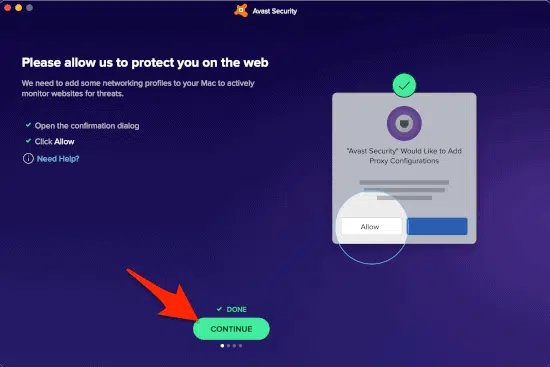 Avast Security
Please allow us to protect you on the web
We need to add some networking profiles to your Mac to actively
monitor websites for threats.
Open the confirmation dialog
Click Allow
Need Help?
"Avast Security" Would Like to Add
Proxy Configurations
Allow
DONE
CONTINUE